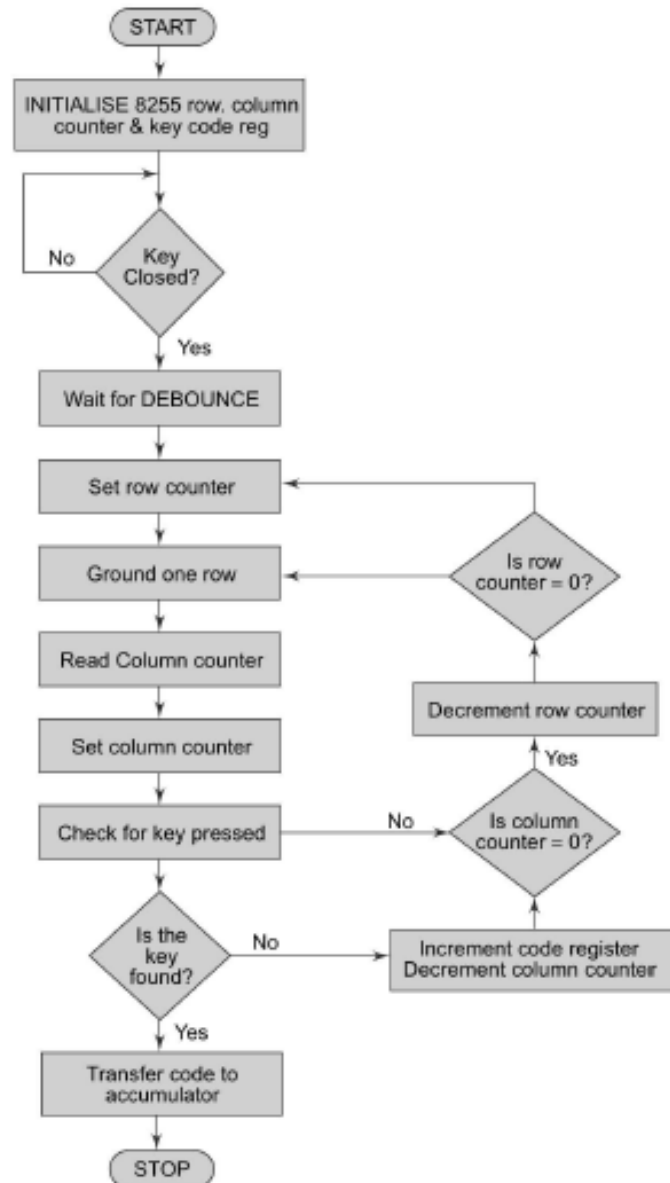 START
INITIALISE 8255 row. column
counter & key code reg
Key
Closed?
No
Yes
Wait for DEBOUNCE
Set row counter
Ground one row
Read Column counter
Set column counter
Check for key pressed
No
Is the
key
found?
No
Yes
Transfer code to
accumulator
STOP
Is row
counter = 0?
Decrement row counter
Yes
Is column
counter = 0?
Increment code register
Decrement column counter